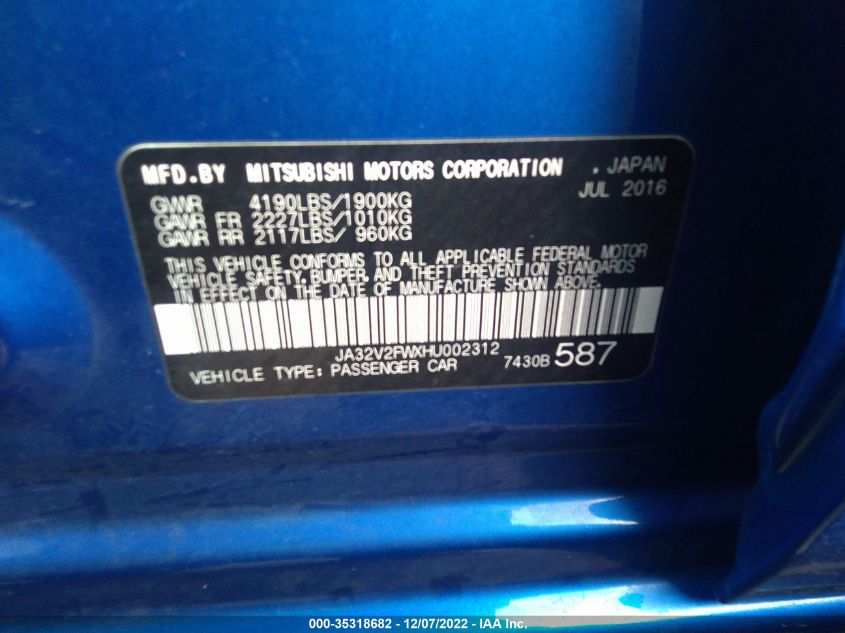 MFD.BY MITSUBISHI MOTORS CORPORATION . JAPAN
JUL 2016
GVWR 4190LBS/1900KG
GAWR FR 2227LBS/1010KG
GAWR RR 2117LBS/ 960KG
THIS VEHICLE CONFORMS TO ALL APPLICABLE FEDERAL MOTOR
VEHICLE SAFETY, BUMPER, AND THEFT PREVENTION STANDARDS
IN EFFECT ON THE DATE OF MANUFACTURE SHOWN ABOVE.
JA32V2FWXHU002312
VEHICLE TYPE: PASSENGER CAR 7430B 587
000-35318682 - 12/07/2022 - IAA Inc.